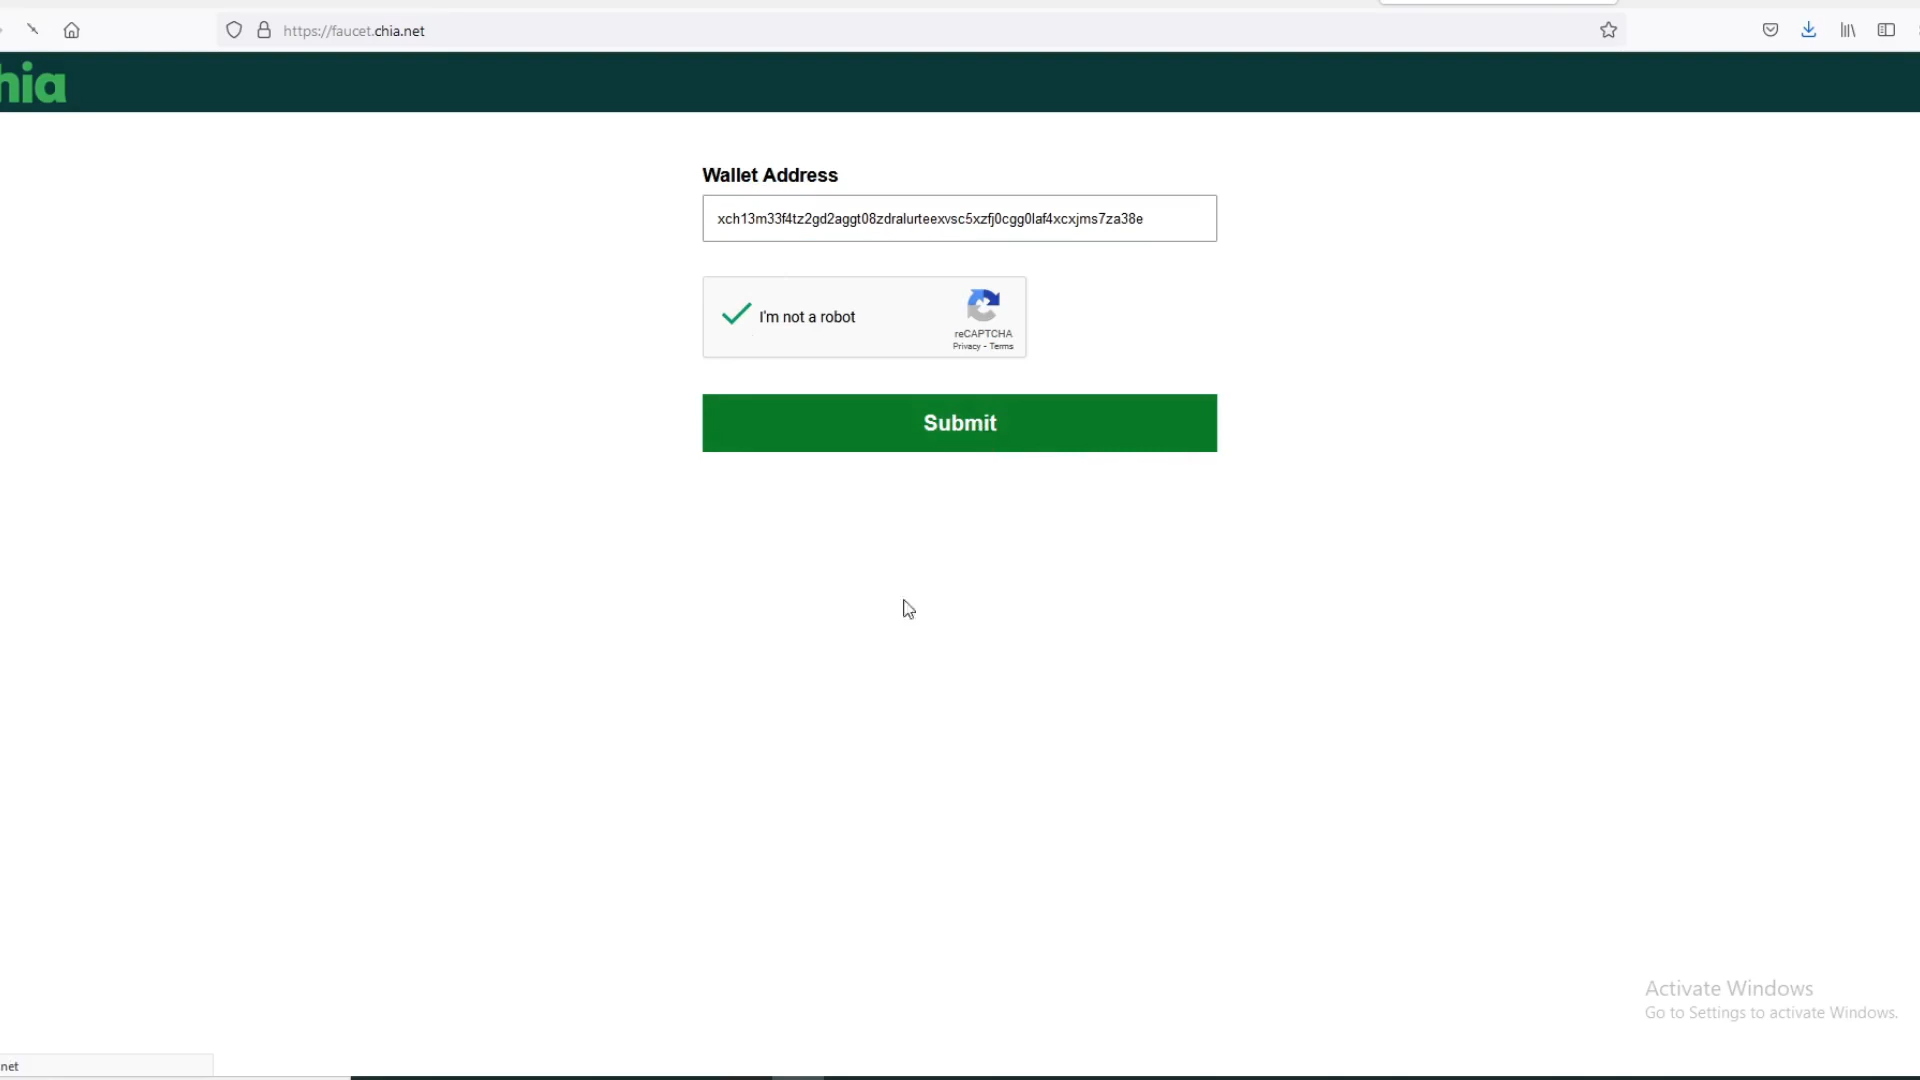 https://faucet.chia.net
hia
Wallet Address
xch13m33f4tz2gd2aggt08zdralurteexvsc5xzfj0cgg0laf4xcxjms7za38e
I'm not a robot
reCAPTCHA
Privacy - Terms
Submit
Activate Windows
Go to Settings to activate Windows.
net